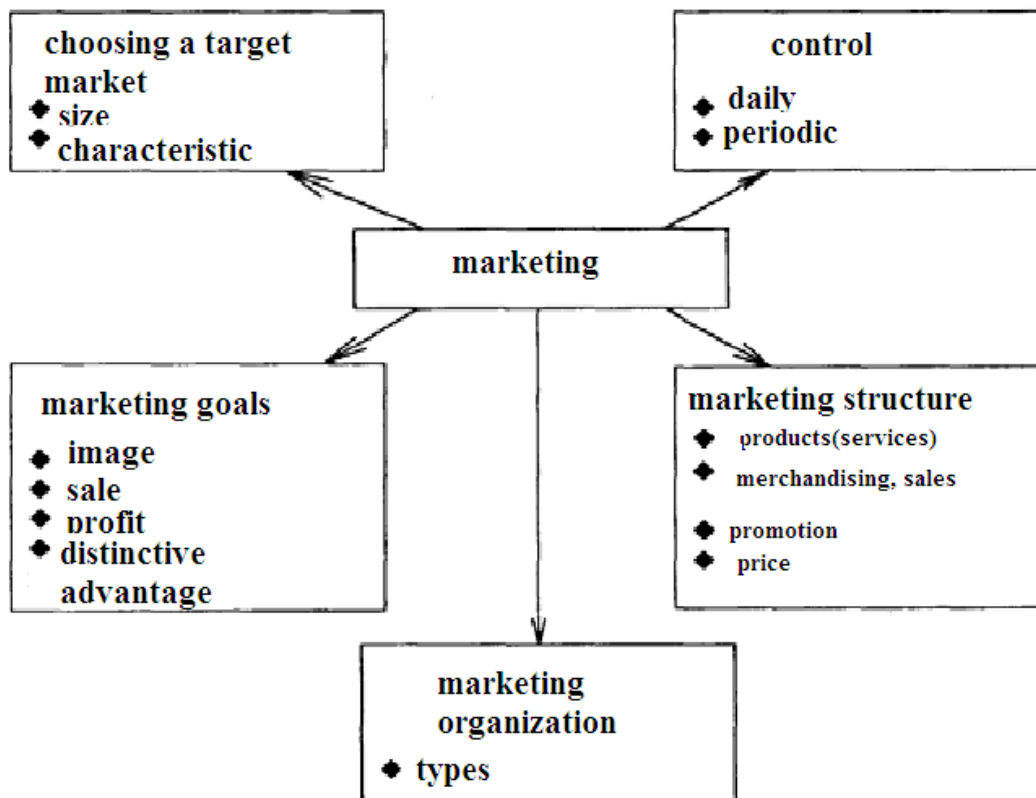 choosing a target
market
size
characteristic
control
daily
periodic
marketing
marketing goals
image
sale
profit
distinctive
advantage
marketing structure
products(services)
merchandising, sales
promotion
price
marketing
organization
types